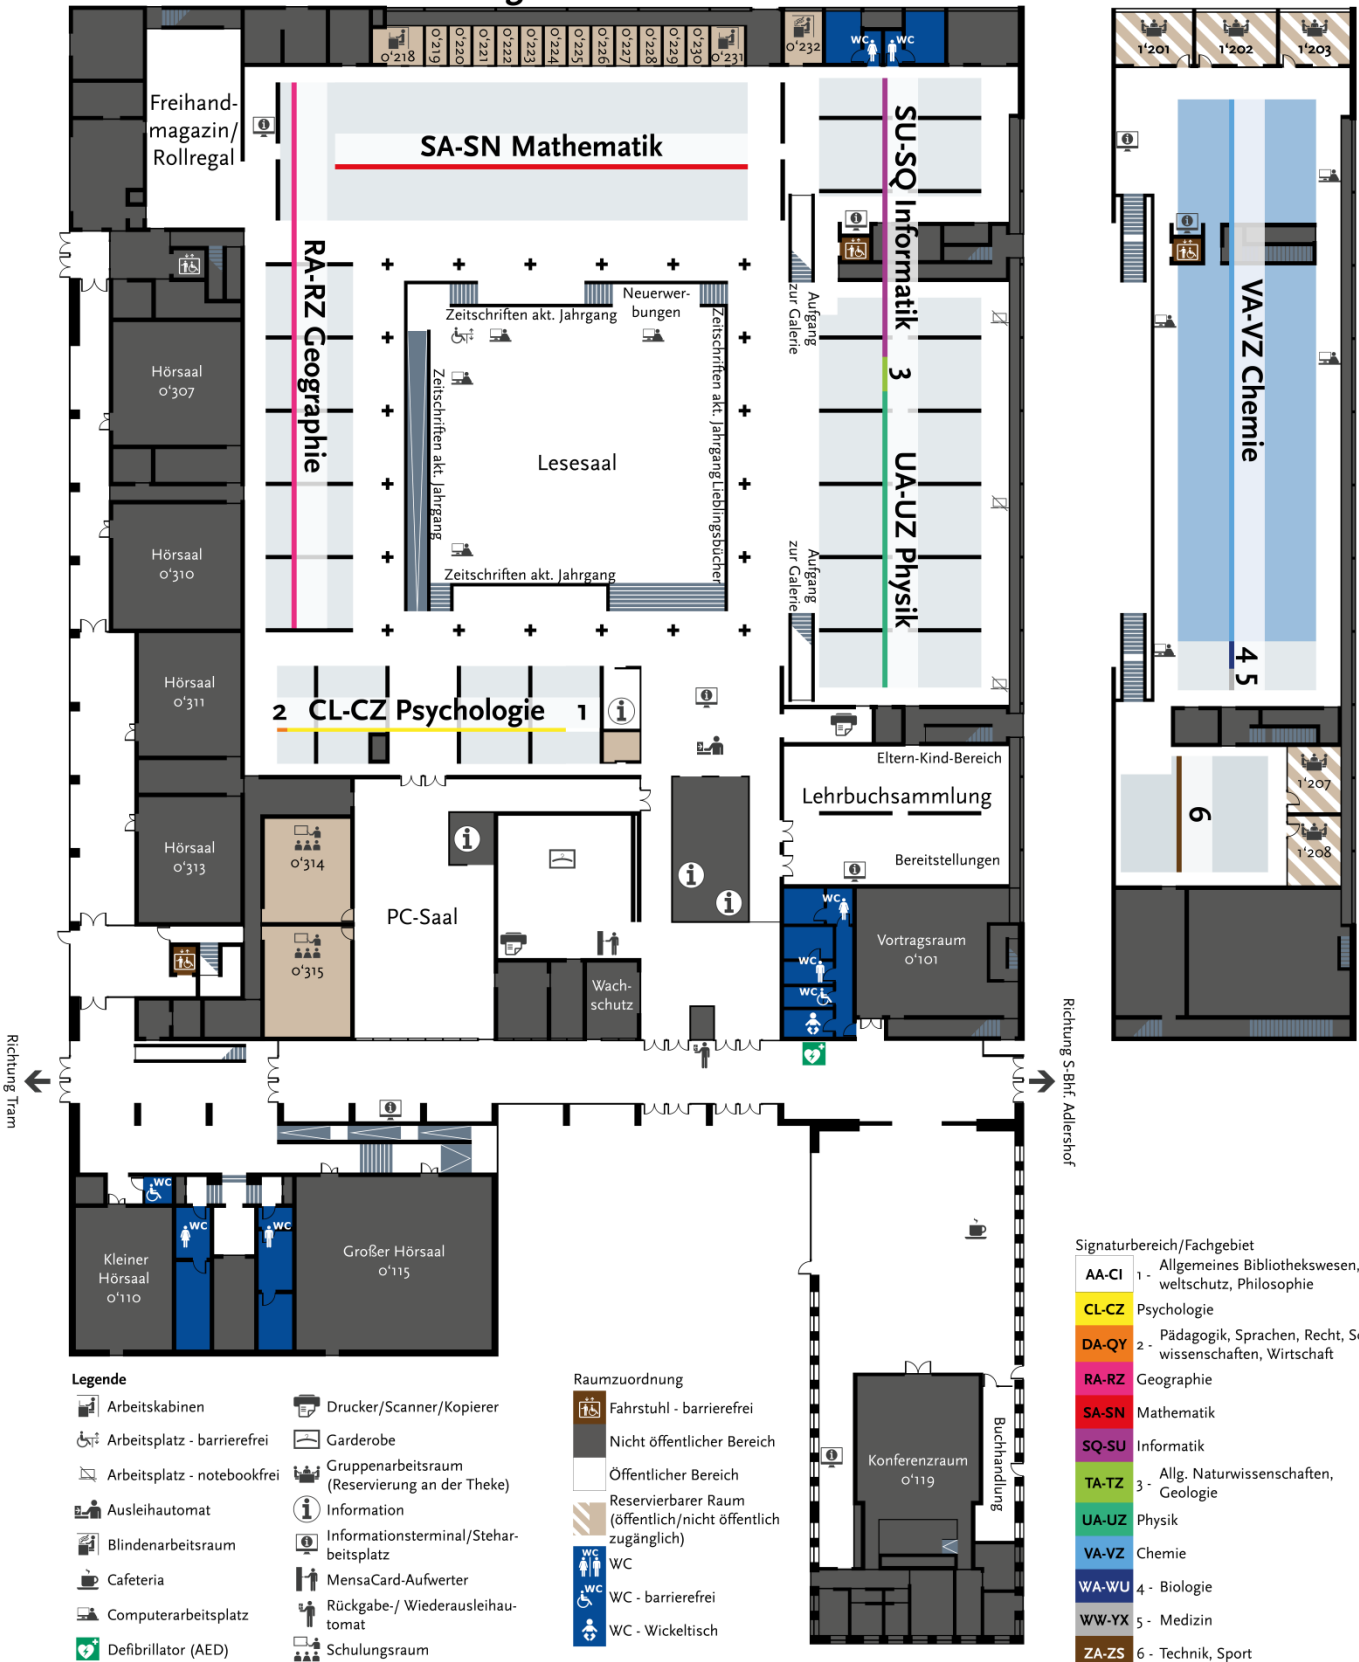 0'218
0'219
0'220
0'221
0'222
0'223
0'224
0'225
0'226
0'227
0'228
0'229
0'230
0'231
0'232
WC
WC
1'201
1'202
1'203
Freihand-
magazin/
Rollregal
SA-SN Mathematik
SU-SQ Informatik
RA-RZ Geographie
VA-VZ Chemie
Aufgang
zur Galerie
Neuerwer-
bungen
Zeitschriften akt. Jahrgang
Zeitschriften akt. Jahrgang
Lieblingsbücher
Zeitschriften akt. Jahrgang
Lesesaal
Zeitschriften akt. Jahrgang
3
UA-UZ Physik
Aufgang
zur Galerie
Hörsaal
0'307
Hörsaal
0'310
Hörsaal
0'311
Hörsaal
0'313
2 CL-CZ Psychologie 1
4
5
6
1'207
1'208
Eltern-Kind-Bereich
Lehrbuchsammlung
Bereitstellungen
0'314
0'315
PC-Saal
Wach-
schutz
WC
WC
WC
Vortragsraum
0'101
Richtung Tram
Richtung S-Bhf. Adlershof
WC
WC
WC
Kleiner
Hörsaal
0'110
Großer Hörsaal
0'115
Konferenzraum
0'119
Buchhandlung
Legende
Arbeitskabinen
Arbeitsplatz - barrierefrei
Arbeitsplatz - notebookfrei
Ausleihautomat
Blindenarbeitsraum
Cafeteria
Computerarbeitsplatz
Defibrillator (AED)
Drucker/Scanner/Kopierer
Garderobe
Gruppenarbeitsraum
(Reservierung an der Theke)
Information
Informationsterminal/Stehar-
beitsplatz
MensaCard-Aufwerter
Rückgabe-/ Wiederausleihau-
tomat
Schulungsraum
Raumzuordnung
Fahrstuhl - barrierefrei
Nicht öffentlicher Bereich
Öffentlicher Bereich
Reservierbarer Raum
(öffentlich/nicht öffentlich
zugänglich)
WC
WC
WC
WC - barrierefrei
WC - Wickeltisch
Signaturbereich/Fachgebiet
AA-CI 1 - Allgemeines Bibliothekswesen,
weltschutz, Philosophie
CL-CZ Psychologie
DA-QY 2 - Pädagogik, Sprachen, Recht,
wissenschaften, Wirtschaft
RA-RZ Geographie
SA-SN Mathematik
SQ-SU Informatik
TA-TZ 3 - Allg. Naturwissenschaften,
Geologie
UA-UZ Physik
VA-VZ Chemie
WA-WU 4 - Biologie
WW-YX 5 - Medizin
ZA-ZS 6 - Technik, Sport